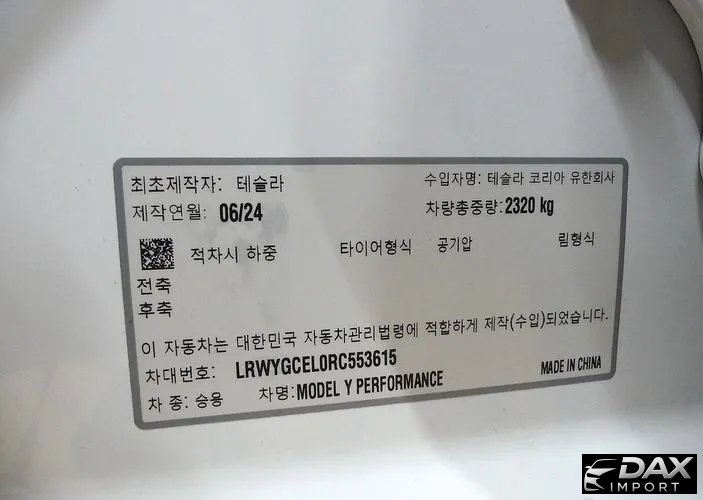 최초제작자: 테슬라 수입자명: 테슬라 코리아 유한회사
제작연월: 06/24 차량총중량: 2320 kg
적차시 하중 타이어형식 공기압 림형식
전축
후축
이 자동차는 대한민국 자동차관리법령에 적합하게 제작(수입)되었습니다.
차대번호: LRWYGCEL0RC553615 MADE IN CHINA
차 종: 승용 차명: MODEL Y PERFORMANCE
DAX
IMPORT